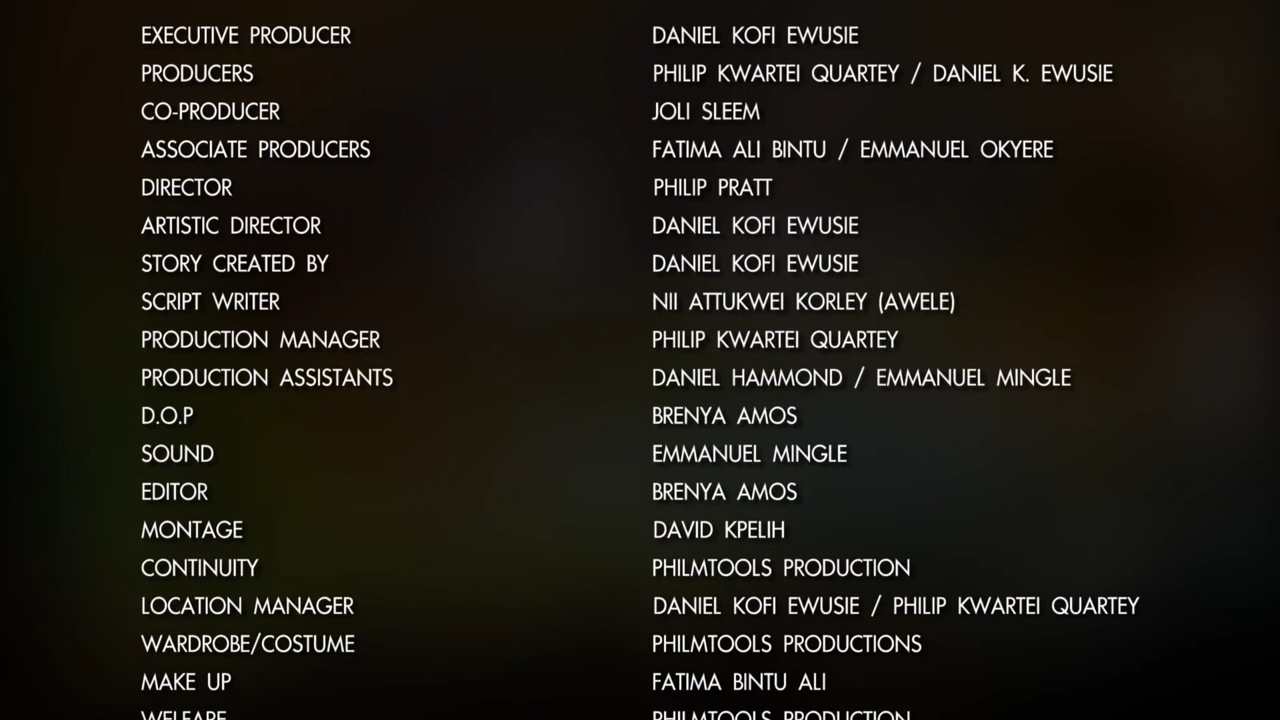 EXECUTIVE PRODUCER DANIEL KOFI EWUSIE
PRODUCERS PHILIP KWARTEI QUARTEY / DANIEL K. EWUSIE
CO-PRODUCER JOLI SLEEM
ASSOCIATE PRODUCERS FATIMA ALI BINTU / EMMANUEL OKYERE
DIRECTOR PHILIP PRATT
ARTISTIC DIRECTOR DANIEL KOFI EWUSIE
STORY CREATED BY DANIEL KOFI EWUSIE
SCRIPT WRITER NII ATTUKWEI KORLEY (AWELE)
PRODUCTION MANAGER PHILIP KWARTEI QUARTEY
PRODUCTION ASSISTANTS DANIEL HAMMOND / EMMANUEL MINGLE
D.O.P BRENYA AMOS
SOUND EMMANUEL MINGLE
EDITOR BRENYA AMOS
MONTAGE DAVID KPELIH
CONTINUITY PHILMTOOLS PRODUCTION
LOCATION MANAGER DANIEL KOFI EWUSIE / PHILIP KWARTEI QUARTEY
WARDROBE/COSTUME PHILMTOOLS PRODUCTIONS
MAKE UP FATIMA BINTU ALI
WELFARE PHILMTOOLS PRODUCTION